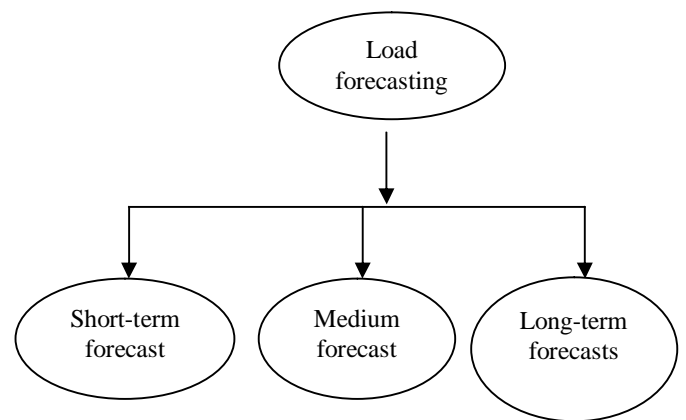 Load
forecasting
Short-term
forecast
Medium
forecast
Long-term
forecasts